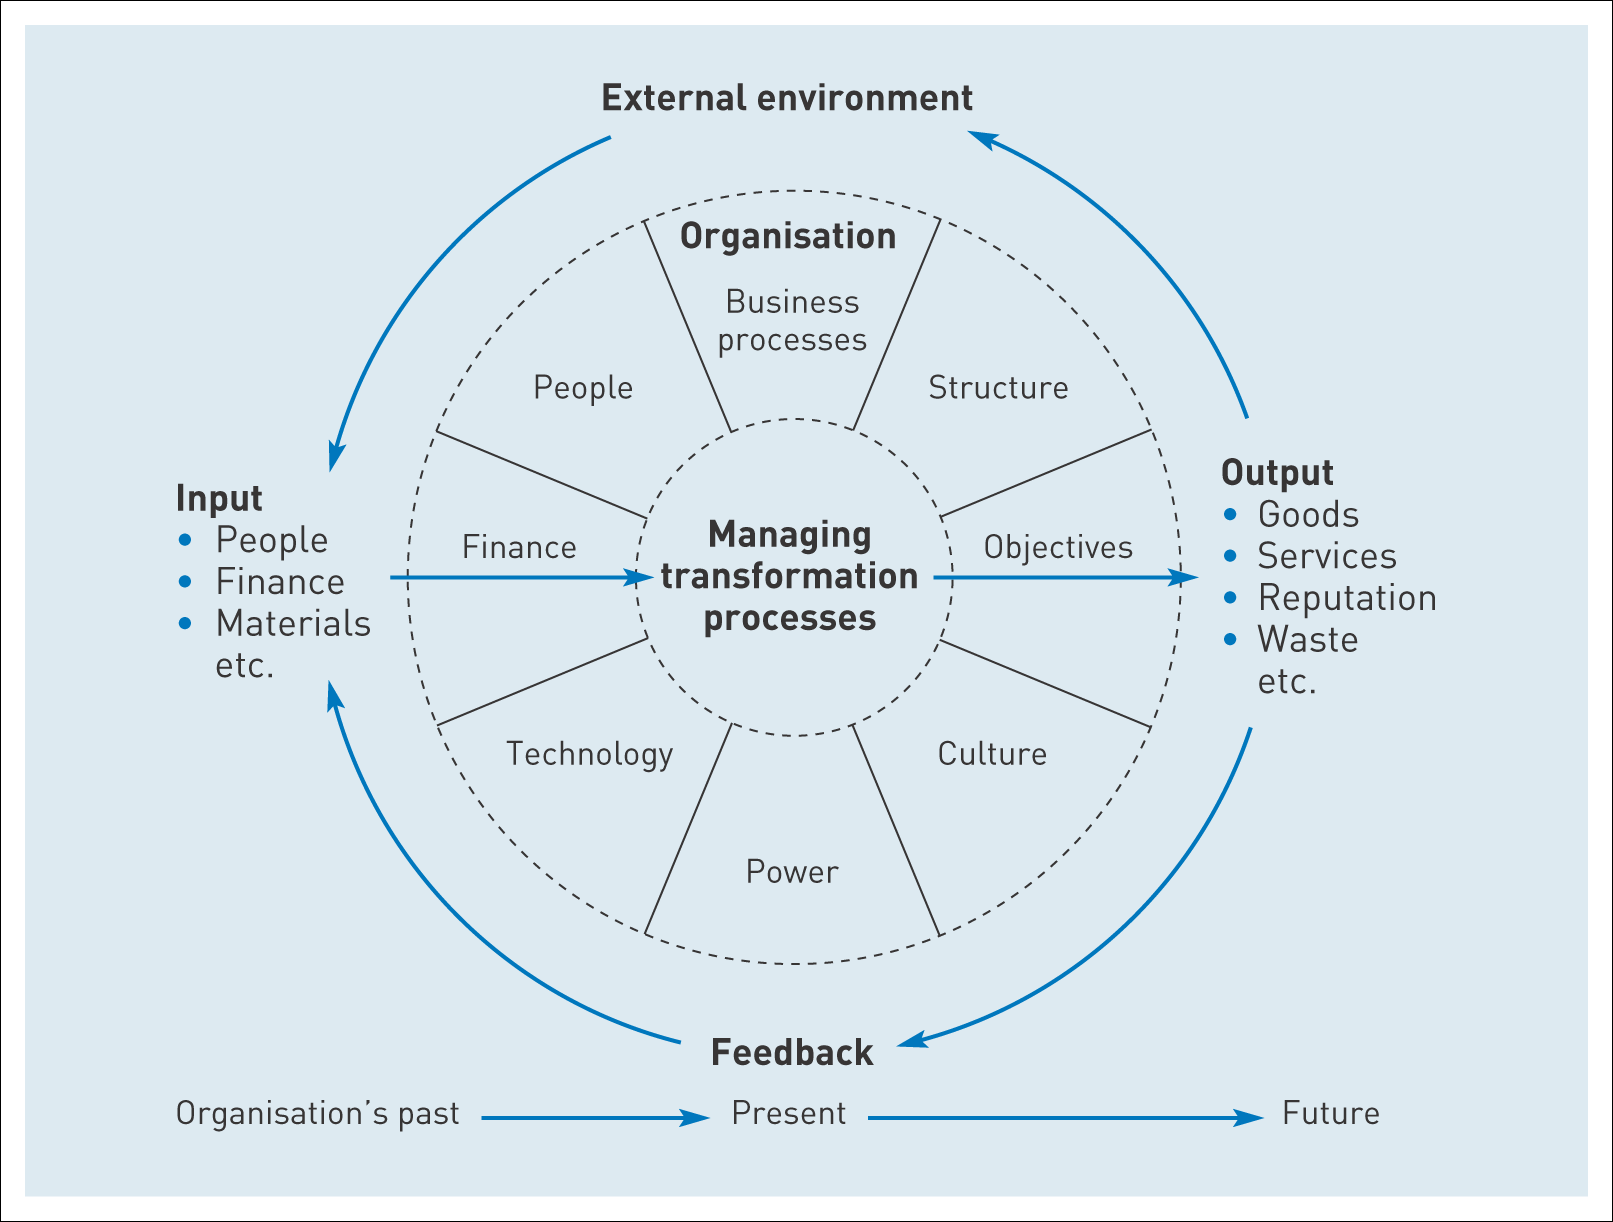 External environment
Organisation
Business
processes
People
Structure
Input
• People
• Finance
• Materials
etc.
Finance
Managing
transformation
processes
Objectives
Output
• Goods
• Services
• Reputation
• Waste
etc.
Technology
Culture
Power
Feedback
Organisation’s past
Present
Future